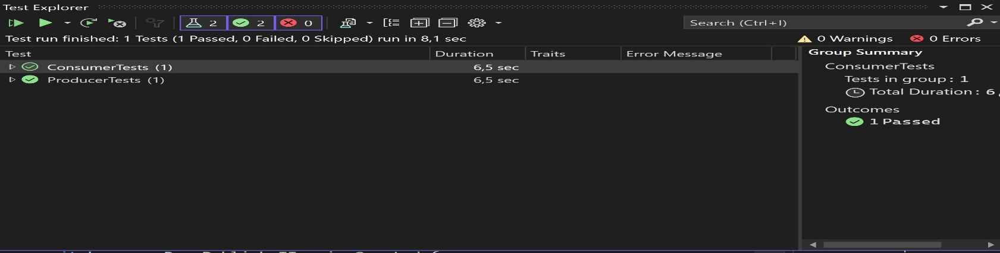 Test Explorer
2 2 0
Search (Ctrl+I)
Test run finished: 1 Tests (1 Passed, 0 Failed, 0 Skipped) run in 8,1 sec
0 Warnings 0 Errors
Test Duration Traits Error Message
ConsumerTests (1) 6,5 sec
ProducerTests (1) 6,5 sec
Group Summary
ConsumerTests
Tests in group: 1
Total Duration: 6,
Outcomes
1 Passed